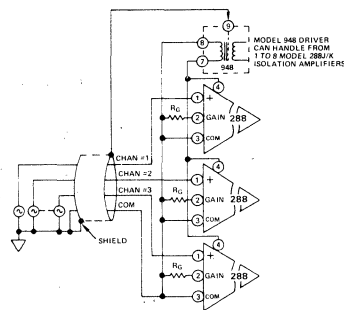 9
8
7
948
MODEL 948 DRIVER
CAN HANDLE FROM
1 TO 8 MODEL 288J/K
ISOLATION AMPLIFIERS
4
1 +
RG 2 GAIN 288
3 COM
CHAN #1
CHAN #2
CHAN #3
COM
SHIELD
4
1 +
RG 2 GAIN 288
3 COM
4
1 +
RG 2 GAIN 288
3 COM